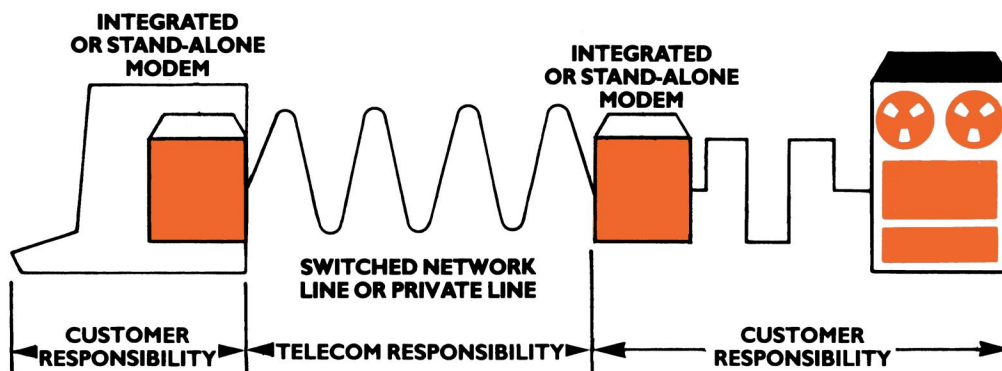 INTEGRATED
OR STAND-ALONE
MODEM
INTEGRATED
OR STAND-ALONE
MODEM
SWITCHED NETWORK
LINE OR PRIVATE LINE
CUSTOMER
RESPONSIBILITY
TELECOM RESPONSIBILITY
CUSTOMER
RESPONSIBILITY